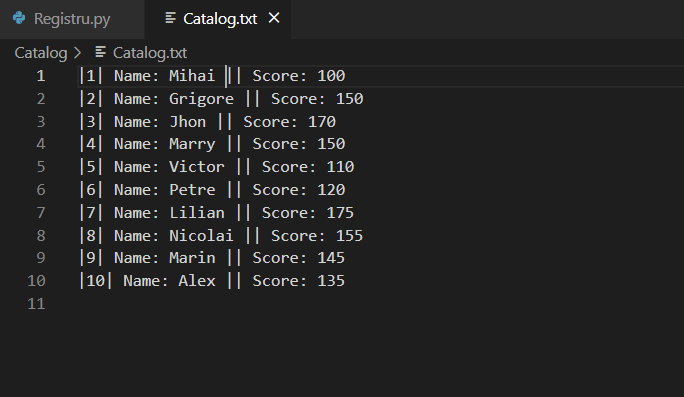 Registru.py Catalog.txt ×
Catalog > Catalog.txt
1 |1| Name: Mihai || Score: 100
2 |2| Name: Grigore || Score: 150
3 |3| Name: Jhon || Score: 170
4 |4| Name: Marry || Score: 150
5 |5| Name: Victor || Score: 110
6 |6| Name: Petre || Score: 120
7 |7| Name: Lilian || Score: 175
8 |8| Name: Nicolai || Score: 155
9 |9| Name: Marin || Score: 145
10 |10| Name: Alex || Score: 135
11